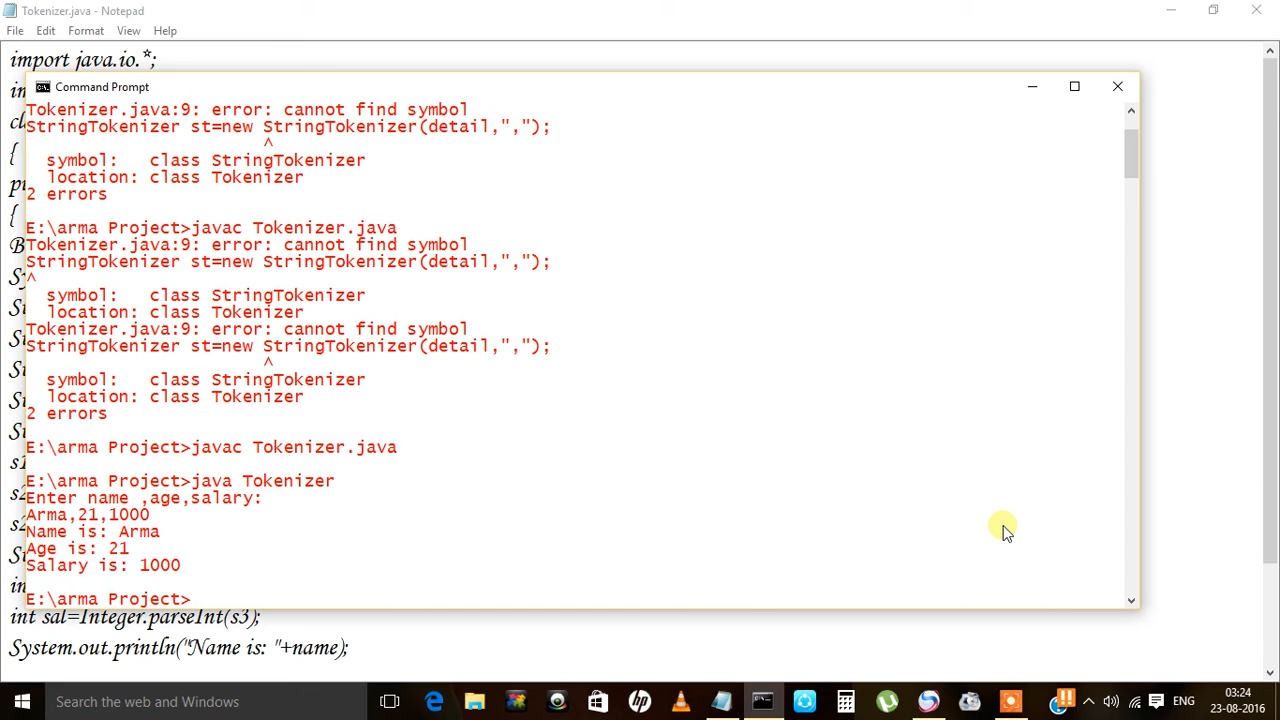 Tokenizer.java - Notepad
File Edit Format View Help
import java.io.*;
Command Prompt
Tokenizer.java:9: error: cannot find symbol
StringTokenizer st=new StringTokenizer(detail,",");
^
symbol:   class StringTokenizer
location: class Tokenizer
2 errors
E:\arma Project>javac Tokenizer.java
Tokenizer.java:9: error: cannot find symbol
StringTokenizer st=new StringTokenizer(detail,",");
^
symbol:   class StringTokenizer
location: class Tokenizer
Tokenizer.java:9: error: cannot find symbol
StringTokenizer st=new StringTokenizer(detail,",");
^
symbol:   class StringTokenizer
location: class Tokenizer
2 errors
E:\arma Project>javac Tokenizer.java
E:\arma Project>java Tokenizer
Enter name ,age,salary:
Arma,21,1000
Name is: Arma
Age is: 21
Salary is: 1000
E:\arma Project>
int sal=Integer.parseInt(s3);
System.out.println("Name is: "+name);
Search the web and Windows
ENG
03:24
23-08-2016